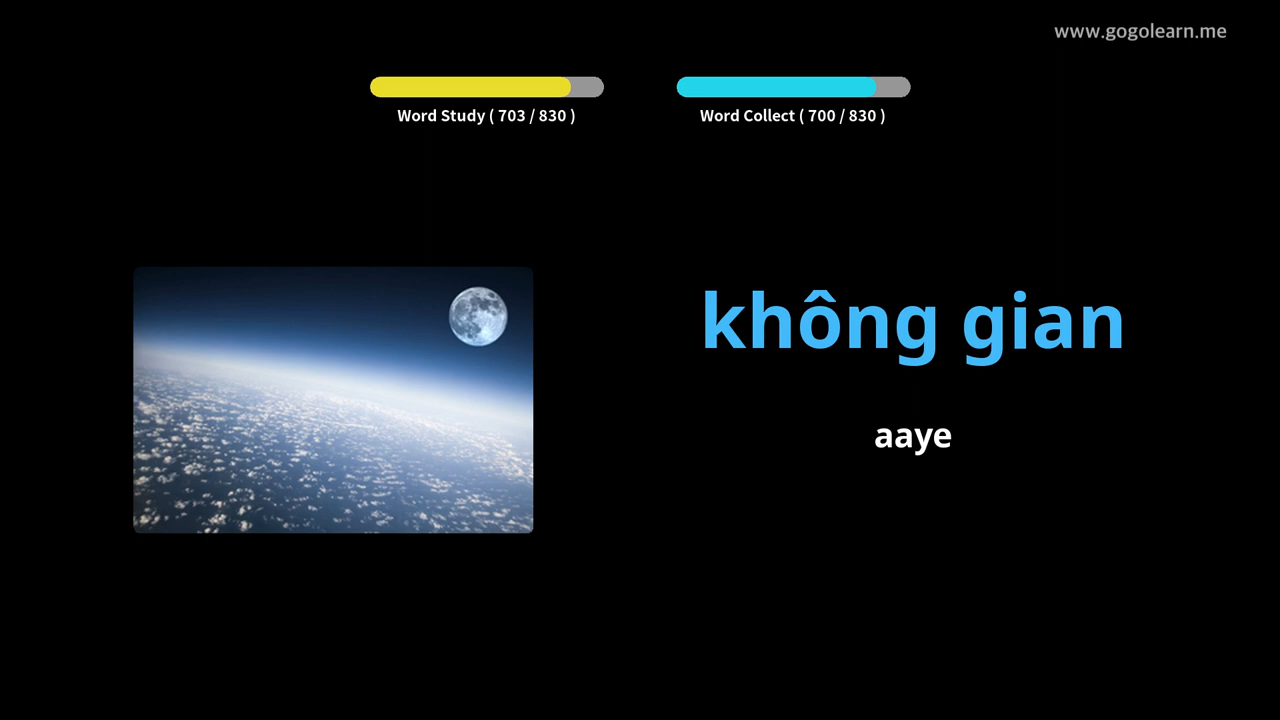 www.gogolearn.me
Word Study ( 703 / 830 )
Word Collect ( 700 / 830 )
không gian
aaye